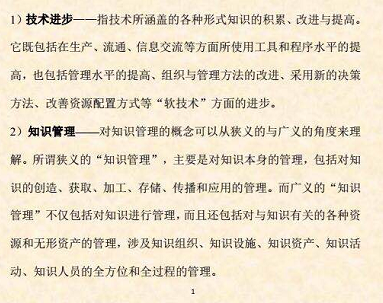 1）技术进步——指技术所涵盖的各种形式知识的积累、改进与提高。
它既包括在生产、流通、信息交流等方面所使用工具和程序水平的提
高，也包括管理水平的提高、组织与管理方法的改进、采用新的决策
方法、改善资源配置方式等“软技术”方面的进步。
2）知识管理——对知识管理的概念可以从狭义的与广义的角度来理
解。所谓狭义的“知识管理”，主要是对知识本身的管理，包括对知
识的创造、获取、加工、存储、传播和应用的管理。而广义的“知识
管理”不仅包括对知识进行管理，而且还包括对与知识有关的各种资
源和无形资产的管理，涉及知识组织、知识设施、知识资产、知识活
动、知识人员的全方位和全过程的管理。
1